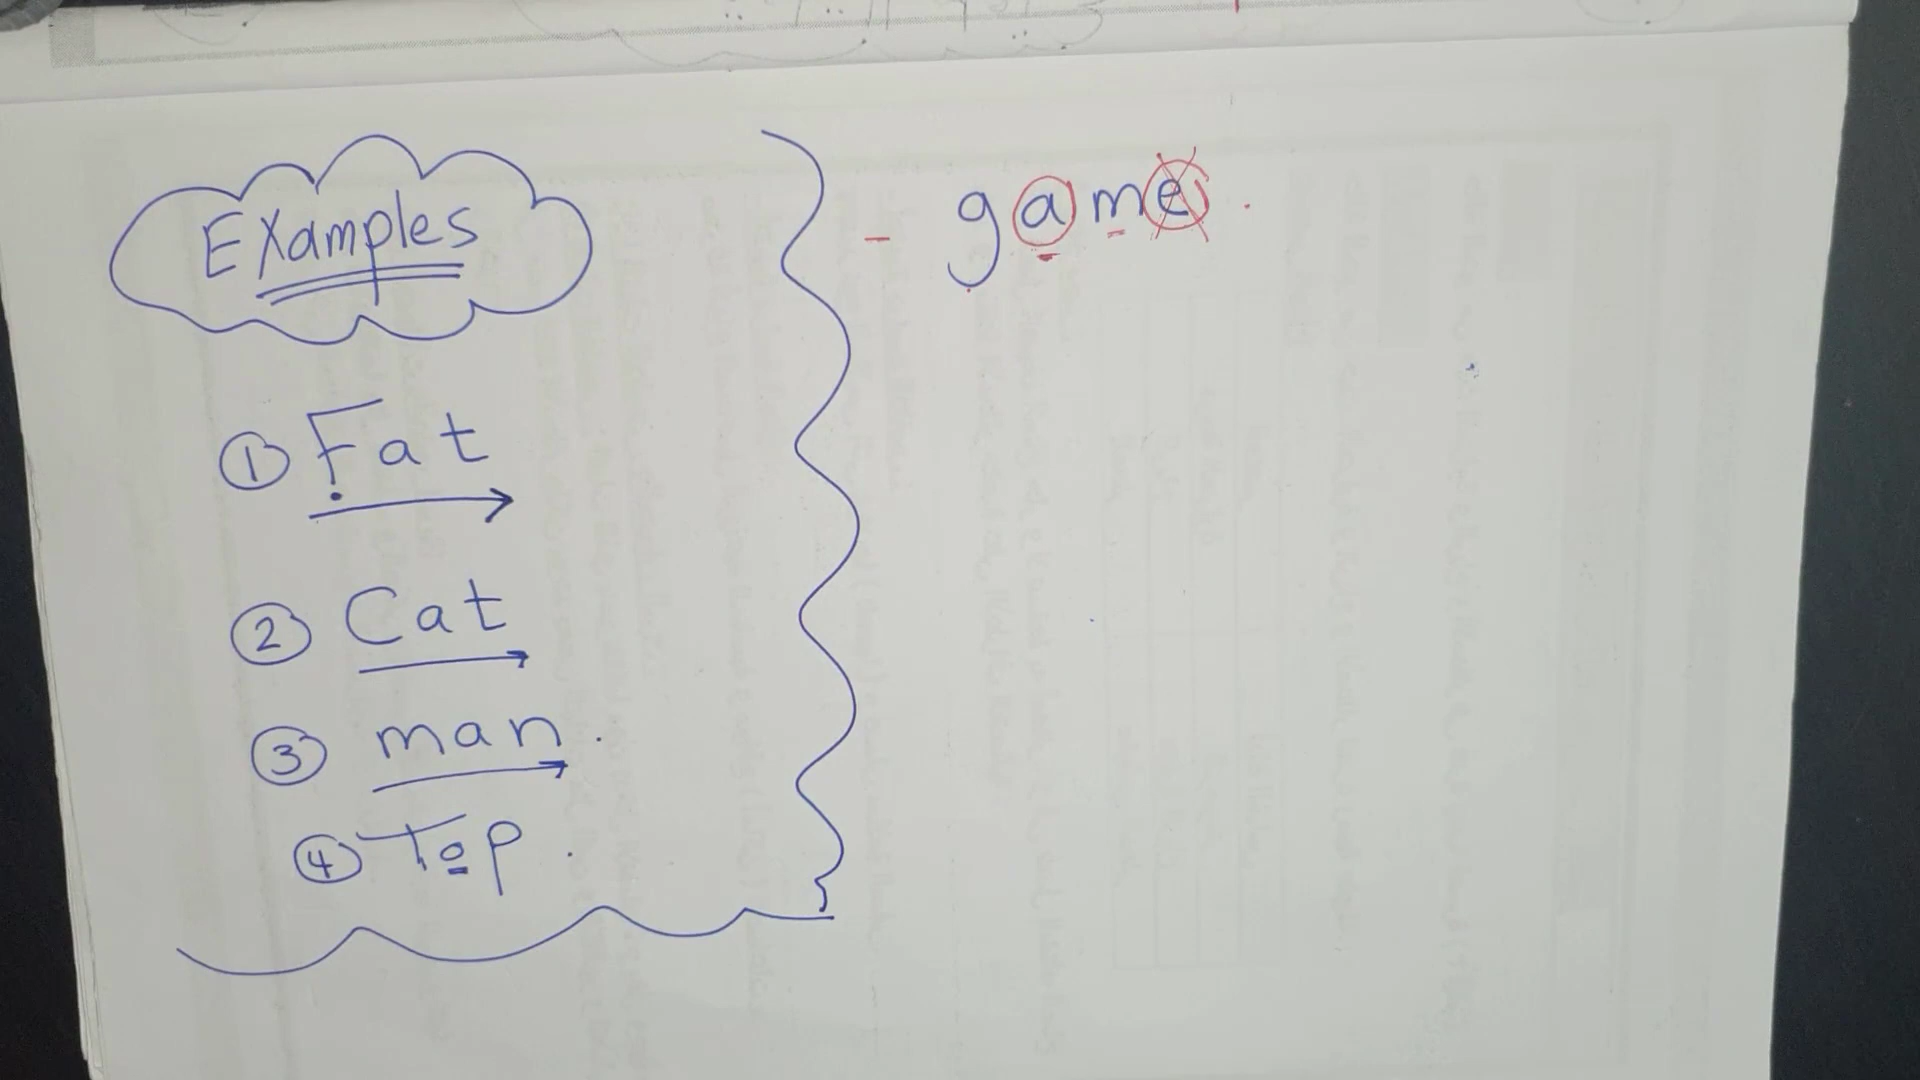 Examples
① Fat
② Cat
③ man.
④ Top.
- game.